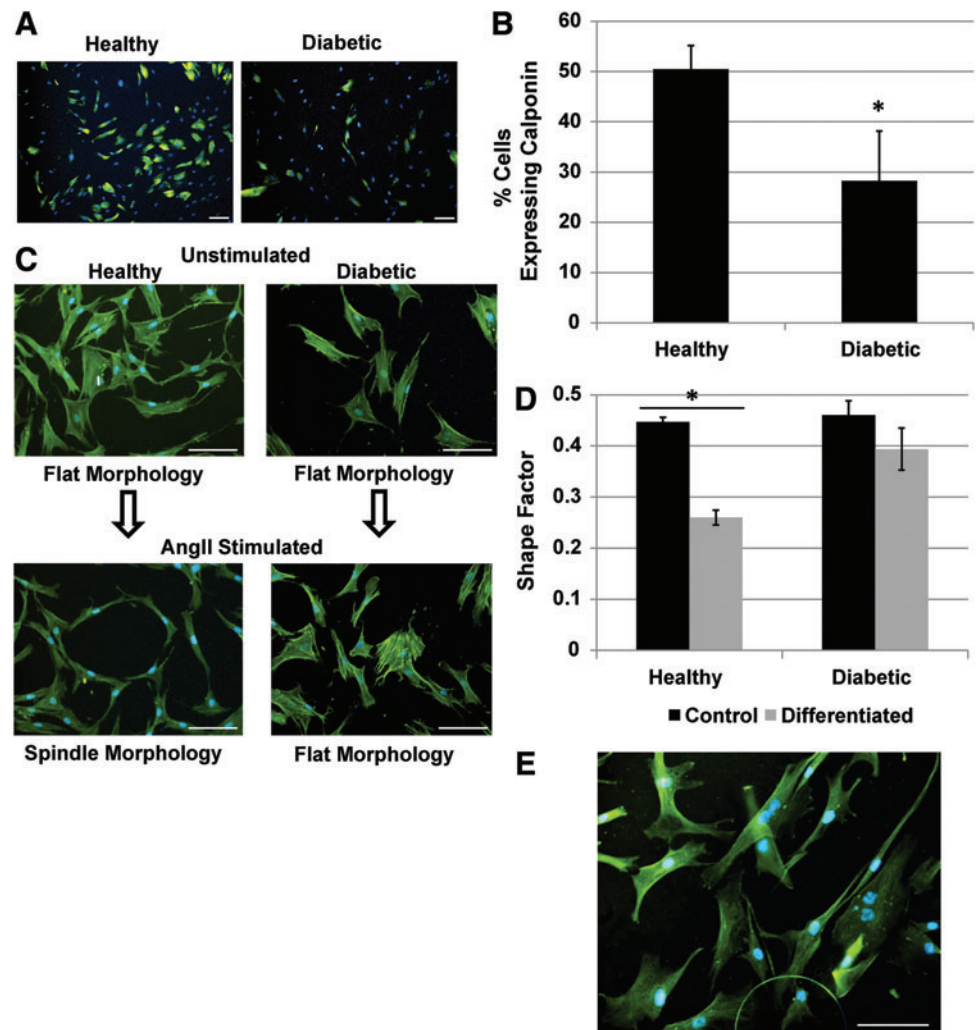 A
Healthy
Diabetic
B
% Cells
Expressing Calponin
60
50
40
30
20
10
0
*
Healthy
Diabetic
C
Unstimulated
Healthy
Diabetic
Flat Morphology
Flat Morphology
AngII Stimulated
Spindle Morphology
Flat Morphology
D
Shape Factor
0.5
0.4
0.3
0.2
0.1
0
*
Healthy
Diabetic
Control
Differentiated
E